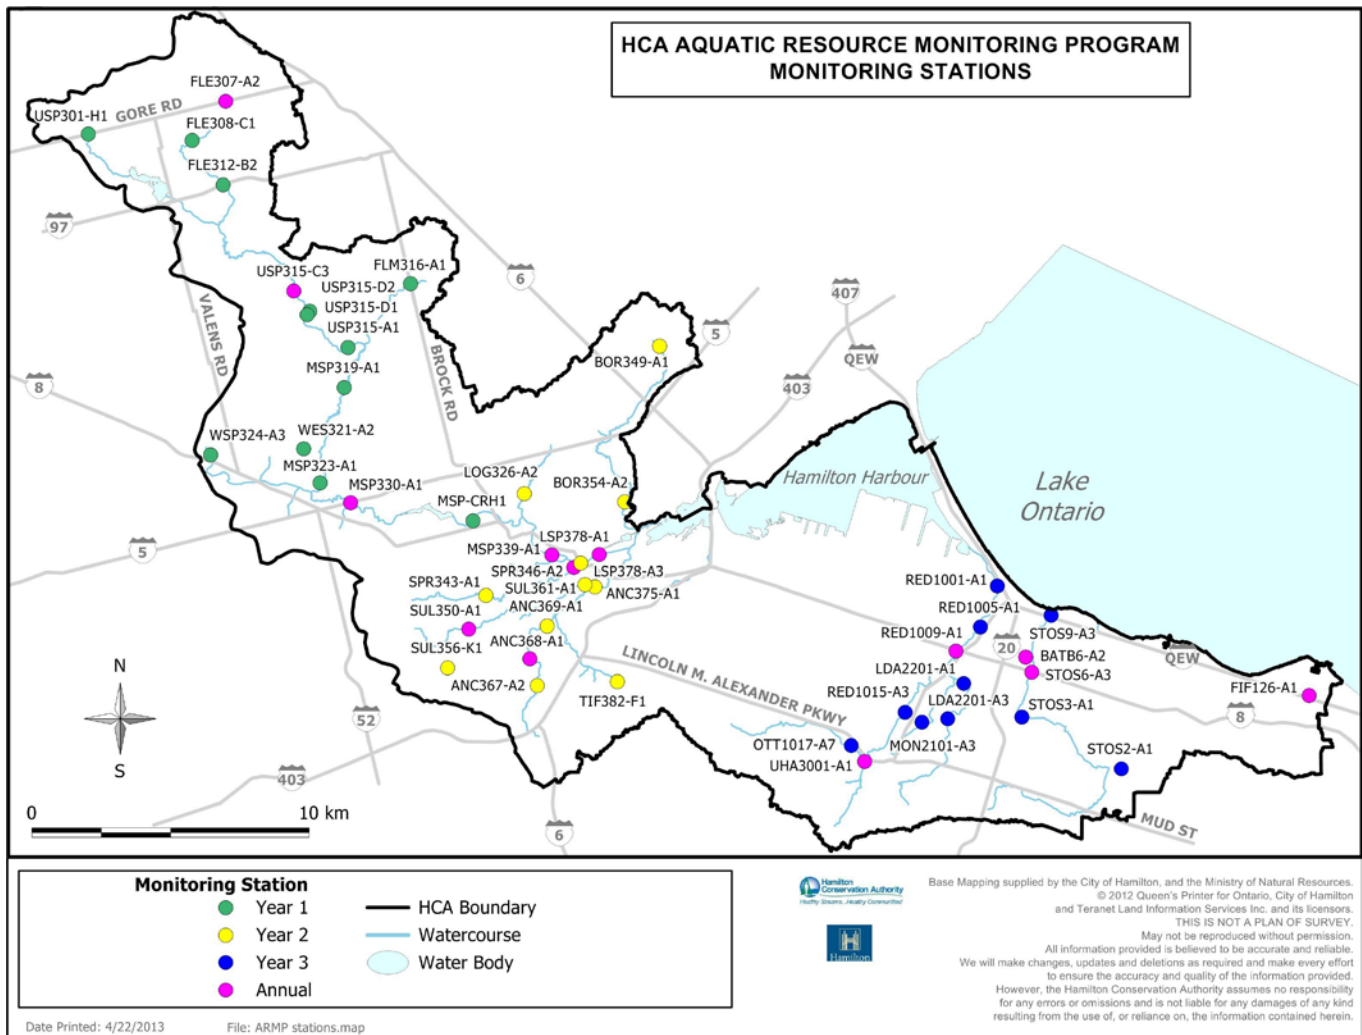 HCA AQUATIC RESOURCE MONITORING PROGRAM
MONITORING STATIONS
FLE307-A2
USP301-H1
GORE RD
FLE308-C1
FLE312-B2
97
USP315-C3
FLM316-A1
USP315-D2
USP315-D1
USP315-A1
VALENS RD
MSP319-A1
BROCK RD
6
407
5
QEW
BOR349-A1
403
8
WSP324-A3
WES321-A2
MSP323-A1
MSP330-A1
LOG326-A2
MSP-CRH1
BOR354-A2
Hamilton Harbour
Lake
Ontario
5
LSP378-A1
MSP339-A1
SPR346-A2
LSP378-A3
SPR343-A1
SUL361-A1
ANC375-A1
SUL350-A1
ANC369-A1
SUL356-K1
ANC368-A1
ANC367-A2
TIF382-F1
LINCOLN M. ALEXANDER PKWY
RED1001-A1
RED1005-A1
RED1009-A1
20
STOS9-A3
BATB6-A2
QEW
STOS6-A3
LDA2201-A1
FIF126-A1
RED1015-A3
LDA2201-A3
STOS3-A1
8
OTT1017-A7
MON2101-A3
UHA3001-A1
STOS2-A1
MUD ST
N
S
52
403
6
0
10 km
Monitoring Station
Year 1
Year 2
Year 3
Annual
HCA Boundary
Watercourse
Water Body
Hamilton
Conservation Authority
Healthy Streams...Healthy Communities!
Hamilton
Base Mapping supplied by the City of Hamilton, and the Ministry of Natural Resources.
© 2012 Queen's Printer for Ontario, City of Hamilton
and Teranet Land Information Services Inc. and its licensors.
THIS IS NOT A PLAN OF SURVEY.
May not be reproduced without permission.
All information provided is believed to be accurate and reliable.
We will make changes, updates and deletions as required and make every effort
to ensure the accuracy and quality of the information provided.
However, the Hamilton Conservation Authority assumes no responsibility
for any errors or omissions and is not liable for any damages of any kind
resulting from the use of, or reliance on, the information contained herein.
Date Printed: 4/22/2013
File: ARMP stations.map